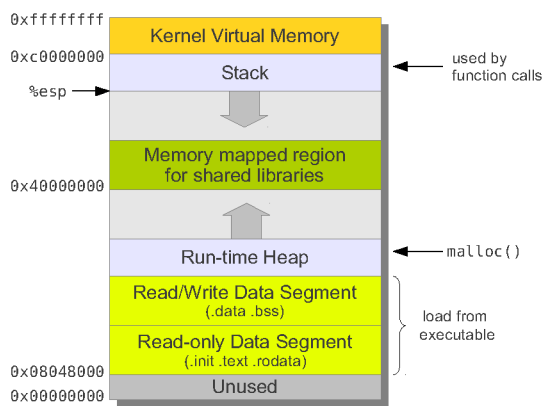 0xffffffff
Kernel Virtual Memory
0xc0000000
Stack
used by
function calls
%esp
Memory mapped region
for shared libraries
0x40000000
Run-time Heap
malloc()
Read/Write Data Segment
(.data .bss)
load from
executable
Read-only Data Segment
(.init .text .rodata)
0x08048000
Unused
0x00000000